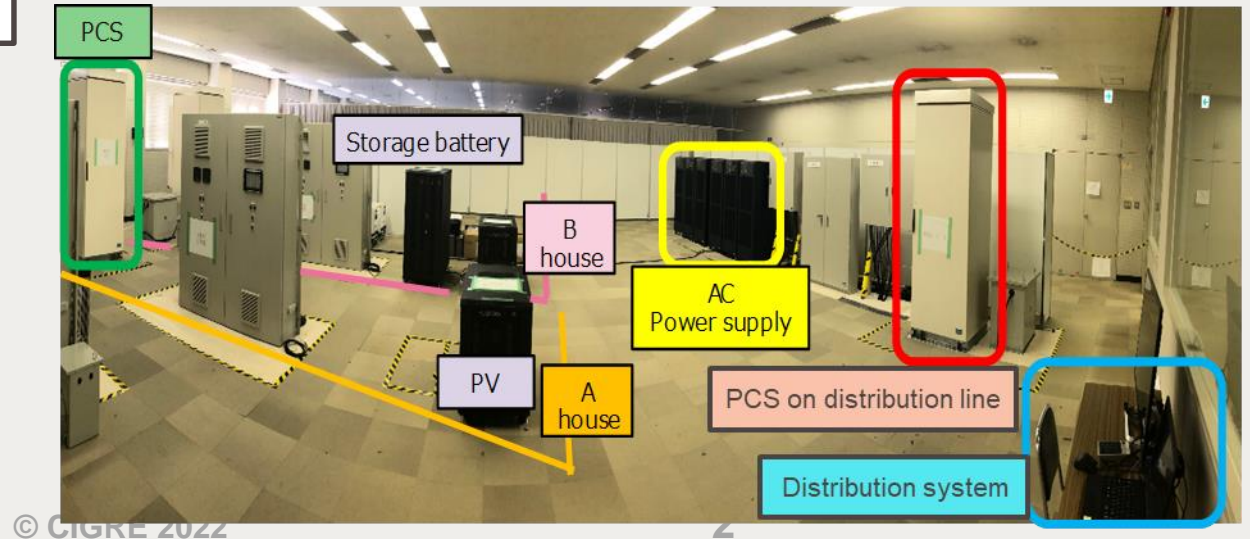 PCS
Storage battery
B
house
AC
Power supply
PV
A
house
PCS on distribution line
Distribution system
© CIGRE 2022
2